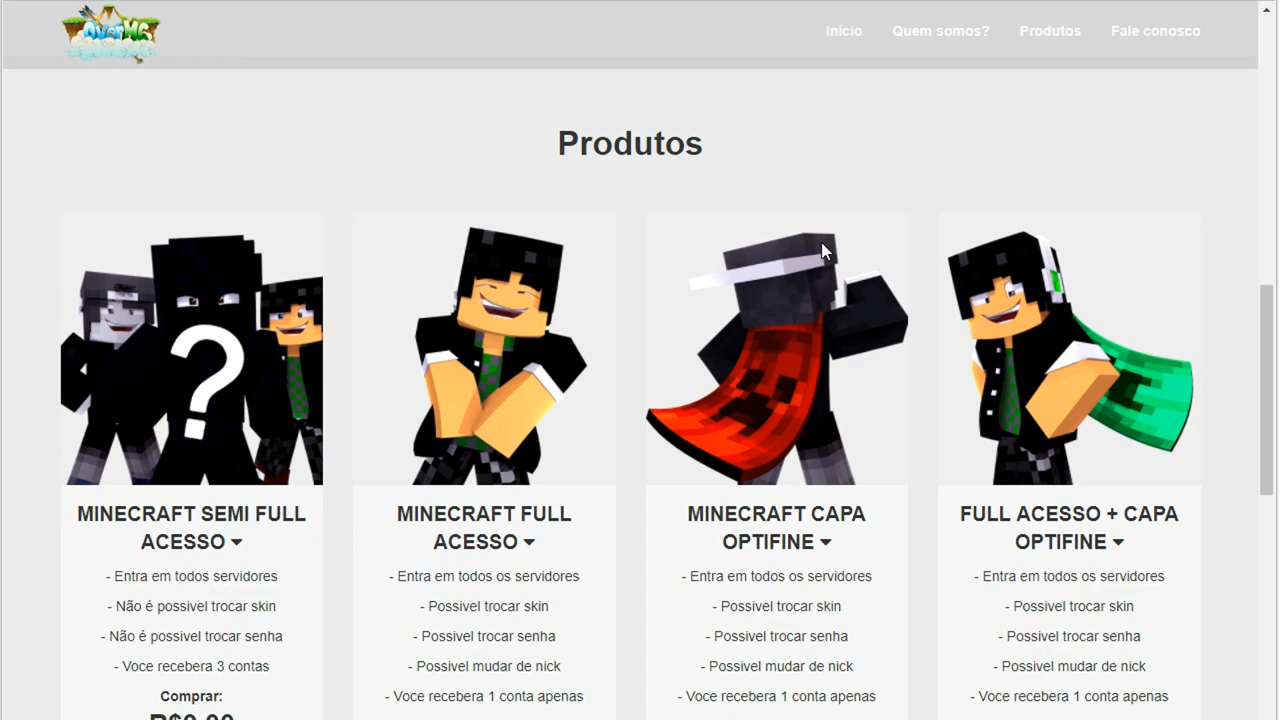 OverMC
Início Quem somos? Produtos Fale conosco
Produtos
?
MINECRAFT SEMI FULL
ACESSO
- Entra em todos servidores
- Não é possivel trocar skin
- Não é possivel trocar senha
- Voce recebera 3 contas
Comprar:
MINECRAFT FULL
ACESSO
- Entra em todos os servidores
- Possivel trocar skin
- Possivel trocar senha
- Possivel mudar de nick
- Voce recebera 1 conta apenas
MINECRAFT CAPA
OPTIFINE
- Entra em todos os servidores
- Possivel trocar skin
- Possivel trocar senha
- Possivel mudar de nick
- Voce recebera 1 conta apenas
FULL ACESSO + CAPA
OPTIFINE
- Entra em todos os servidores
- Possivel trocar skin
- Possivel trocar senha
- Possivel mudar de nick
- Voce recebera 1 conta apenas